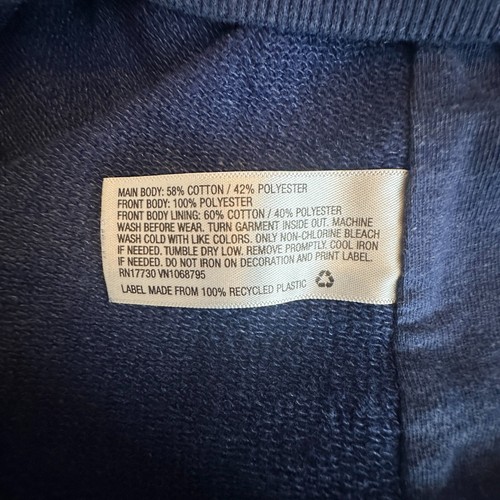 MAIN BODY: 58% COTTON / 42% POLYESTER
FRONT BODY: 100% POLYESTER
FRONT BODY LINING: 60% COTTON / 40% POLYESTER
WASH BEFORE WEAR. TURN GARMENT INSIDE OUT. MACHINE
WASH COLD WITH LIKE COLORS. ONLY NON-CHLORINE BLEACH
IF NEEDED. TUMBLE DRY LOW. REMOVE PROMPTLY. COOL IRON
IF NEEDED. DO NOT IRON ON DECORATION AND PRINT LABEL.
RN17730 VN1068795
LABEL MADE FROM 100% RECYCLED PLASTIC